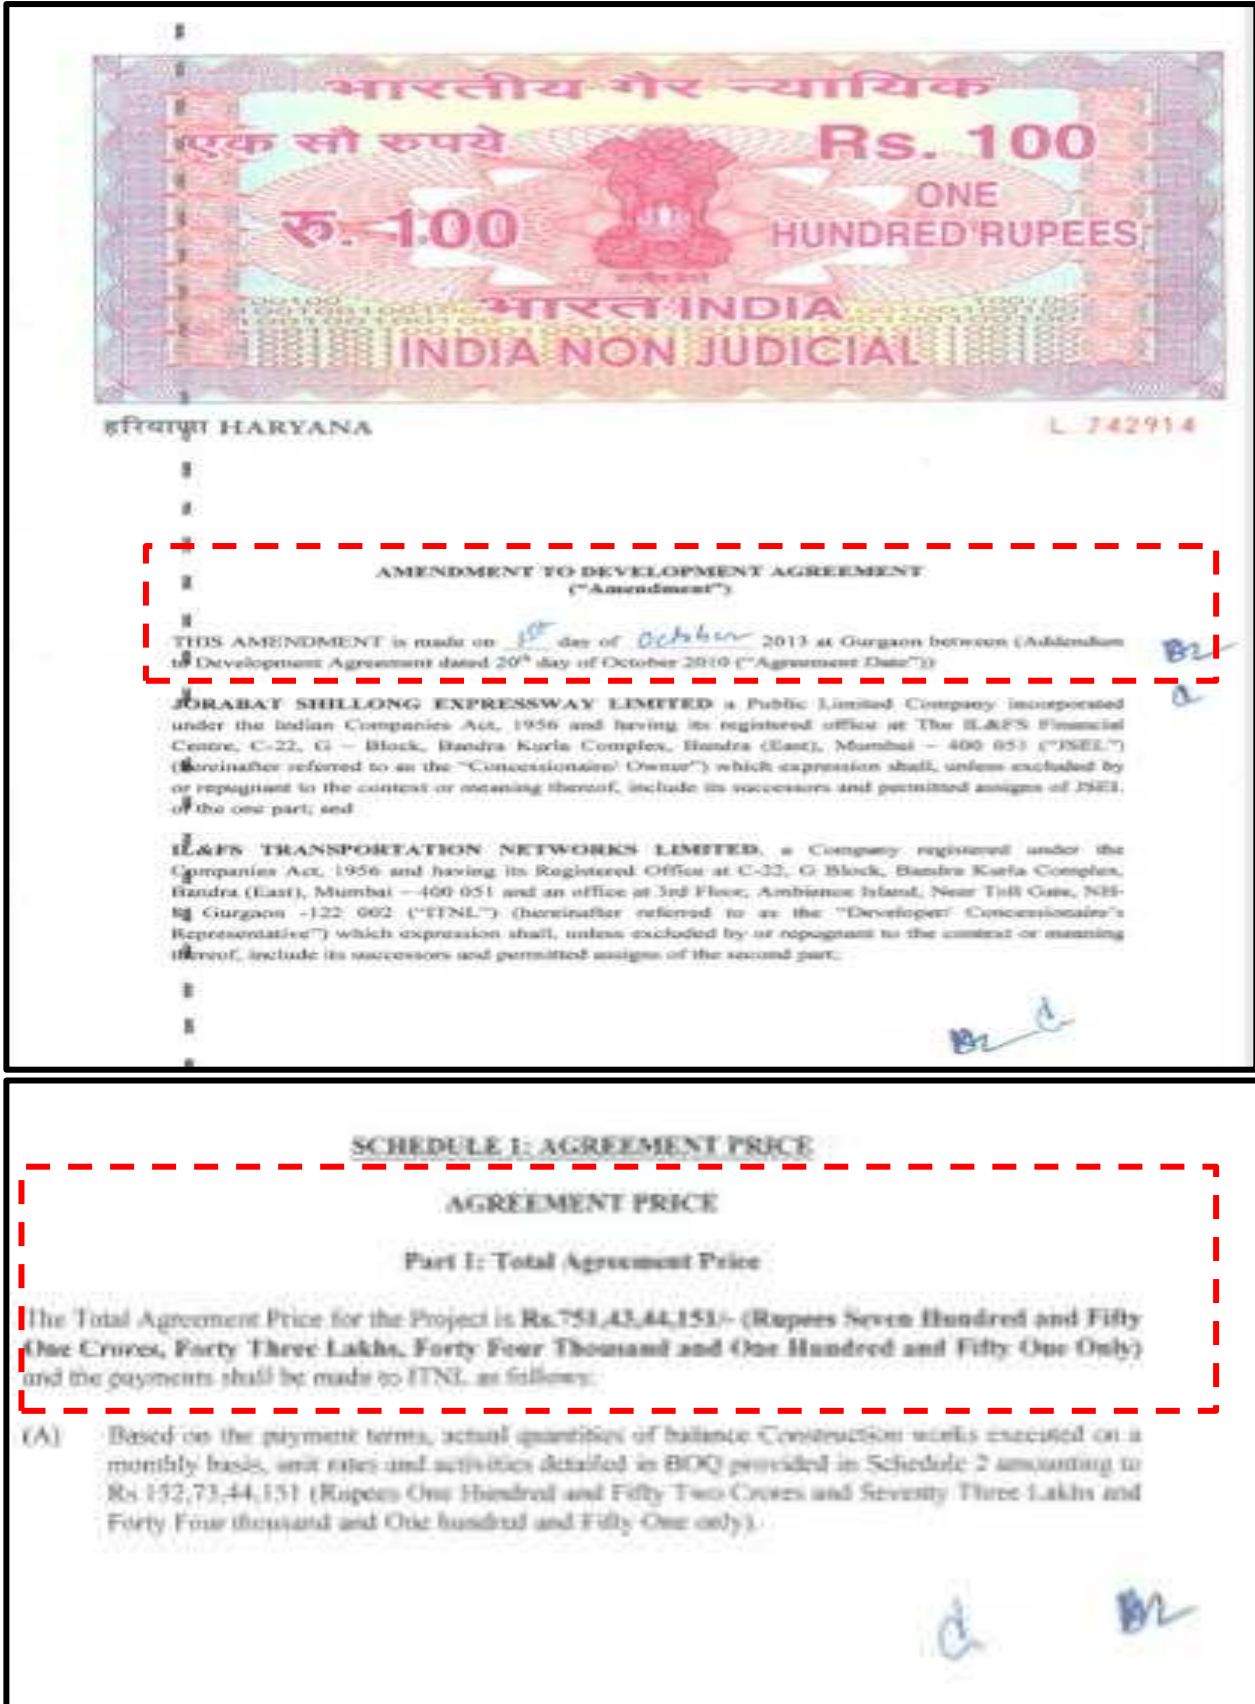 भारतीय गैर न्यायिक
एक सौ रुपये
Rs. 100
रु. 100
ONE
HUNDRED RUPEES
भारत INDIA
INDIA NON JUDICIAL
हरियाणा HARYANA
L 742914
AMENDMENT TO DEVELOPMENT AGREEMENT
("Amendment")
THIS AMENDMENT is made on 1st day of October 2013 at Gurgaon between (Addendum
to Development Agreement dated 20th day of October 2010 ("Agreement Date"))
JORABAT SHILLONG EXPRESSWAY LIMITED a Public Limited Company incorporated
under the Indian Companies Act, 1956 and having its registered office at The IL&FS Financial
Centre, C-22, G – Block, Bandra Kurla Complex, Bandra (East), Mumbai – 400 051 ("JSEL")
(hereinafter referred to as the "Concessionaire/ Owner") which expression shall, unless excluded by
or repugnant to the context or meaning thereof, include its successors and permitted assigns of JSEL
of the one part; and
IL&FS TRANSPORTATION NETWORKS LIMITED, a Company registered under the
Companies Act, 1956 and having its Registered Office at C-22, G Block, Bandra Kurla Complex,
Bandra (East), Mumbai – 400 051 and an office at 3rd Floor, Ambience Island, Near Toll Gate, NH-
Gurgaon -122 002 ("ITNL") (hereinafter referred to as the "Developer/ Concessionaire's
Representative") which expression shall, unless excluded by or repugnant to the context or meaning
thereof, include its successors and permitted assigns of the second part;
SCHEDULE 1: AGREEMENT PRICE
AGREEMENT PRICE
Part 1: Total Agreement Price
The Total Agreement Price for the Project is Rs.751,43,44,151/- (Rupees Seven Hundred and Fifty
One Crores, Forty Three Lakhs, Forty Four Thousand and One Hundred and Fifty One Only)
and the payments shall be made to ITNL as follows:
(A) Based on the payment terms, actual quantities of balance Construction works executed on a
monthly basis, unit rates and activities detailed in BOQ provided in Schedule 2 amounting to
Rs 152,73,44,151 (Rupees One Hundred and Fifty Two Crores and Seventy Three Lakhs and
Forty Four thousand and One hundred and Fifty One only).